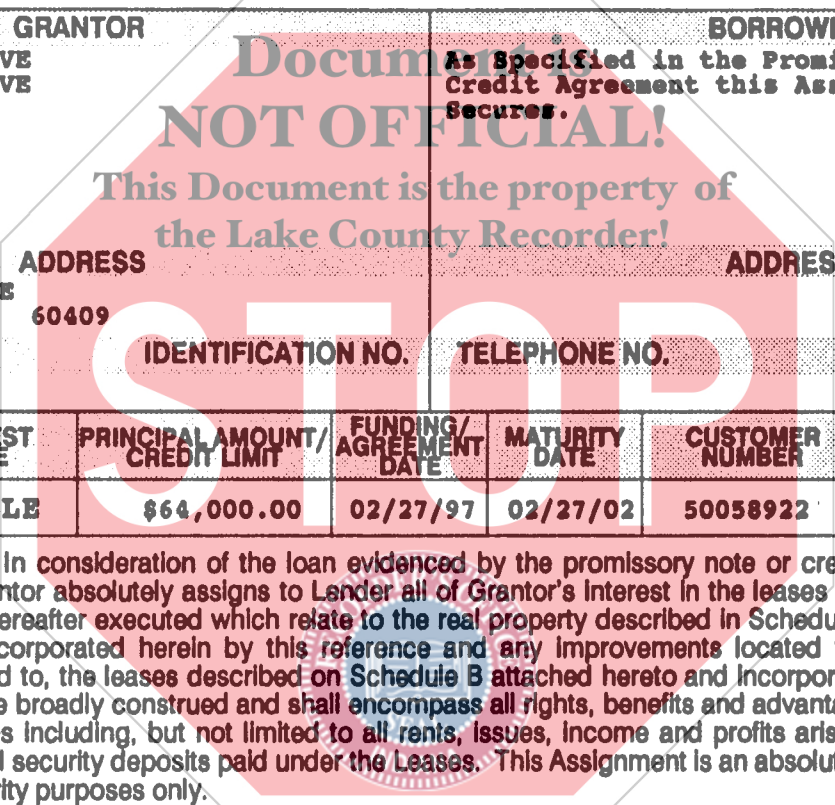 GRANTOR
BORROWI
VE
VE
As Specified in the Promi
Credit Agreement this Ass
Secures.
Document is
NOT OFFICIAL!
This Document is the property of
the Lake County Recorder!
ADDRESS
ADDRES
E
60409
STOP
IDENTIFICATION NO.
TELEPHONE NO.
EST
E
PRINCIPAL AMOUNT/
CREDIT LIMIT
FUNDING/
AGREEMENT
DATE
MATURITY
DATE
CUSTOMER
NUMBER
LE
$64,000.00
02/27/97
02/27/02
50058922
In consideration of the loan evidenced by the promissory note or cre
ntor absolutely assigns to Lender all of Grantor's interest in the leases
ereafter executed which relate to the real property described in Schedu
corporated herein by this reference and any improvements located
d to, the leases described on Schedule B attached hereto and incorpor
e broadly construed and shall encompass all rights, benefits and advanta
s including, but not limited to all rents, issues, income and profits aris
l security deposits paid under the Leases. This Assignment is an absolut
rity purposes only.
SEAL